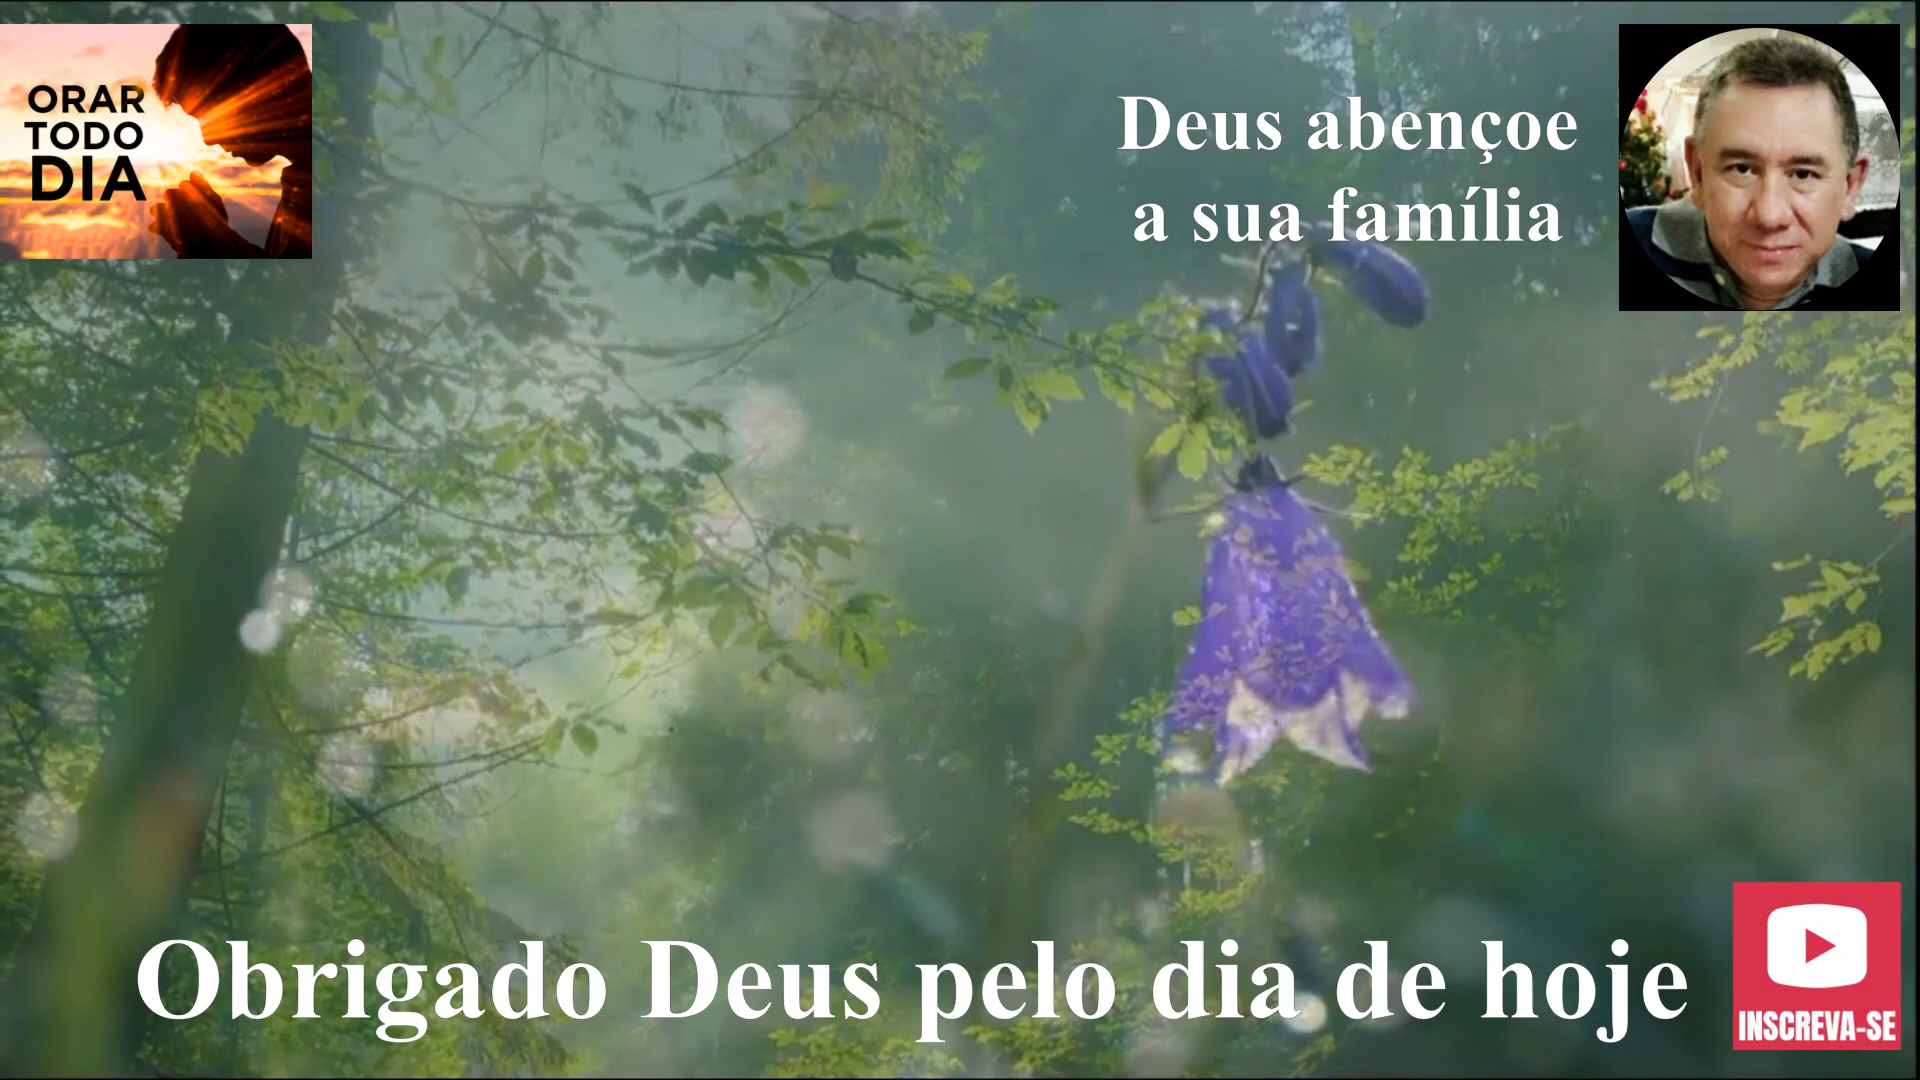 ORAR
TODO
DIA
Deus abençoe
a sua família
Obrigado Deus pelo dia de hoje
INSCREVA-SE